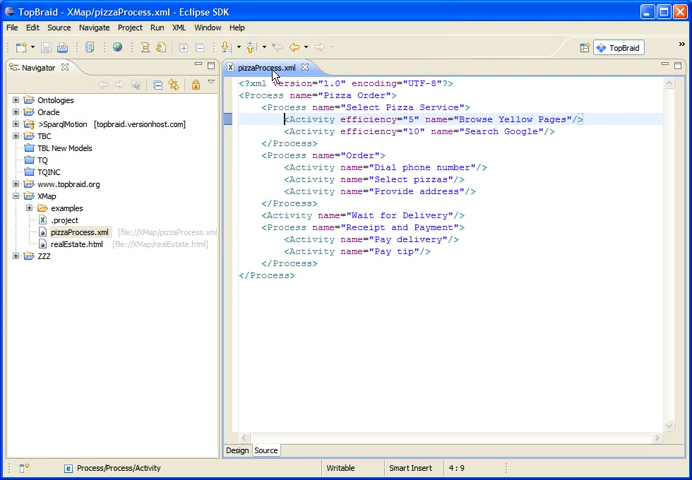 TopBraid - XMap/pizzaProcess.xml - Eclipse SDK
File Edit Source Navigate Project Run XML Window Help
TopBraid
Navigator
Ontologies
Oracle
>SparqlMotion [topbraid.versionhost.com]
TBC
TBL New Models
TQ
TQINC
www.topbraid.org
XMap
examples
.project
pizzaProcess.xml [file://XMap/pizzaProcess.xml]
realEstate.html [file://XMap/realEstate.html]
ZZZ
pizzaProcess.xml
<?xml version="1.0" encoding="UTF-8"?>
<Process name="Pizza Order">
<Process name="Select Pizza Service">
<Activity efficiency="5" name="Browse Yellow Pages"/>
<Activity efficiency="10" name="Search Google"/>
</Process>
<Process name="Order">
<Activity name="Dial phone number"/>
<Activity name="Select pizzas"/>
<Activity name="Provide address"/>
</Process>
<Activity name="Wait for Delivery"/>
<Process name="Receipt and Payment">
<Activity name="Pay delivery"/>
<Activity name="Pay tip"/>
</Process>
</Process>
Design Source
Process/Process/Activity Writable Smart Insert 4 : 9